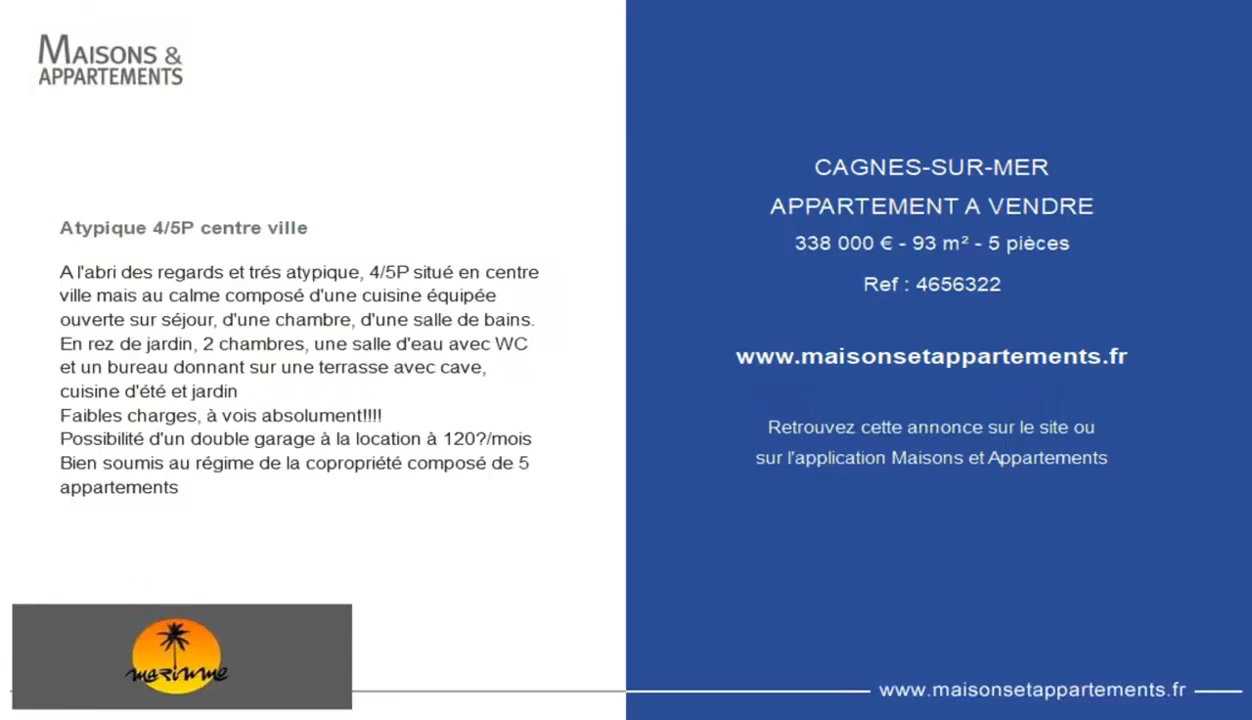 MAISONS &
APPARTEMENTS
Atypique 4/5P centre ville
A l'abri des regards et trés atypique, 4/5P situé en centre
ville mais au calme composé d'une cuisine équipée
ouverte sur séjour, d'une chambre, d'une salle de bains.
En rez de jardin, 2 chambres, une salle d'eau avec WC
et un bureau donnant sur une terrasse avec cave,
cuisine d'été et jardin
Faibles charges, à vois absolument!!!!
Possibilité d'un double garage à la location à 120?/mois
Bien soumis au régime de la copropriété composé de 5
appartements
marimme
CAGNES-SUR-MER
APPARTEMENT A VENDRE
338 000 € - 93 m² - 5 pièces
Ref : 4656322
www.maisonsetappartements.fr
Retrouvez cette annonce sur le site ou
sur l'application Maisons et Appartements
www.maisonsetappartements.fr